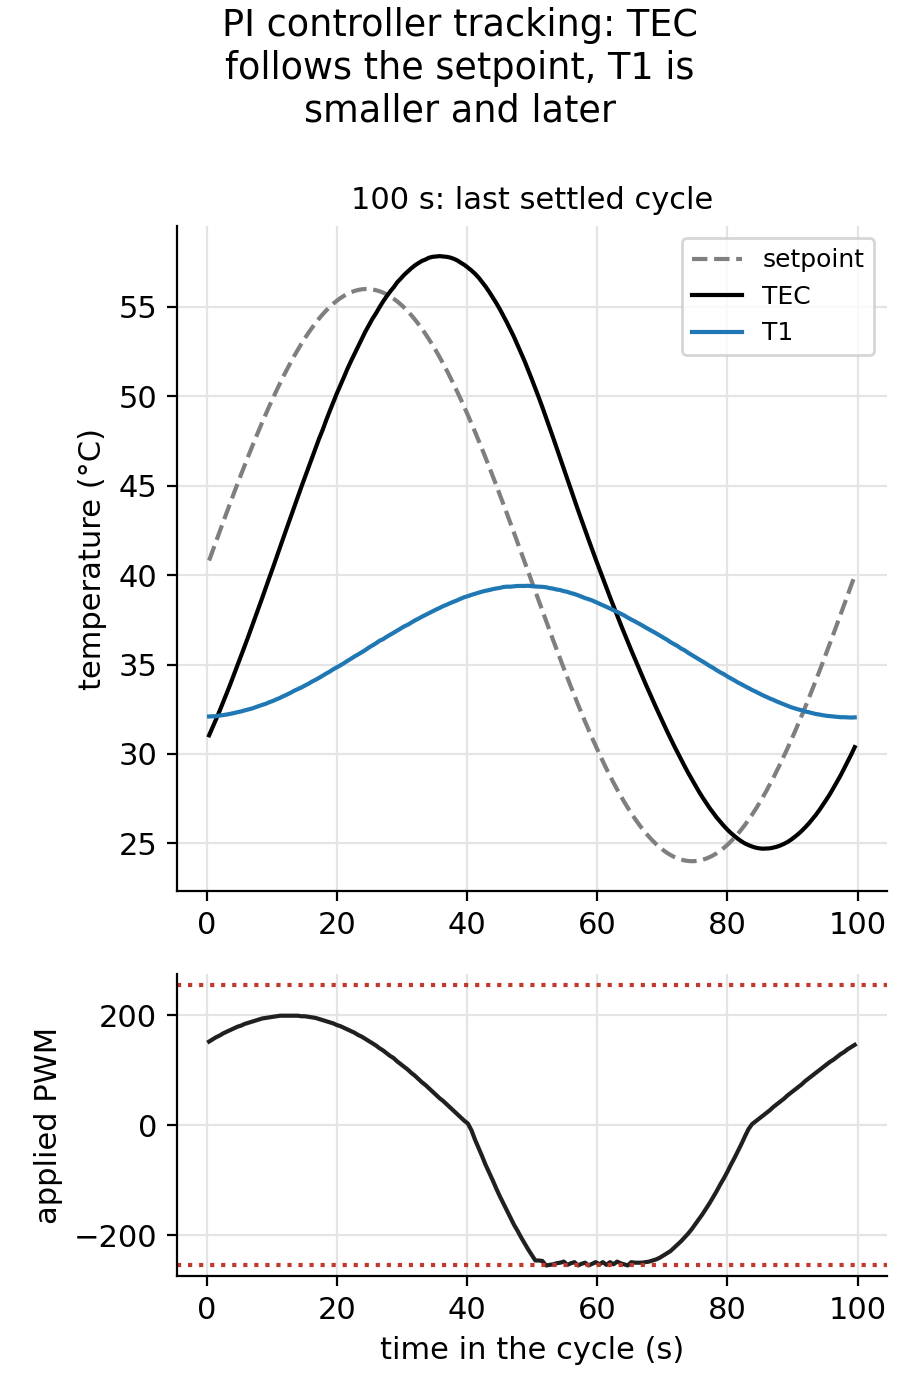 PI controller tracking: TEC
follows the setpoint, T1 is
smaller and later
100 s: last settled cycle
setpoint
TEC
T1
temperature (°C)
55
50
45
40
35
30
25
0 20 40 60 80 100
applied PWM
200
0
−200
0 20 40 60 80 100
time in the cycle (s)